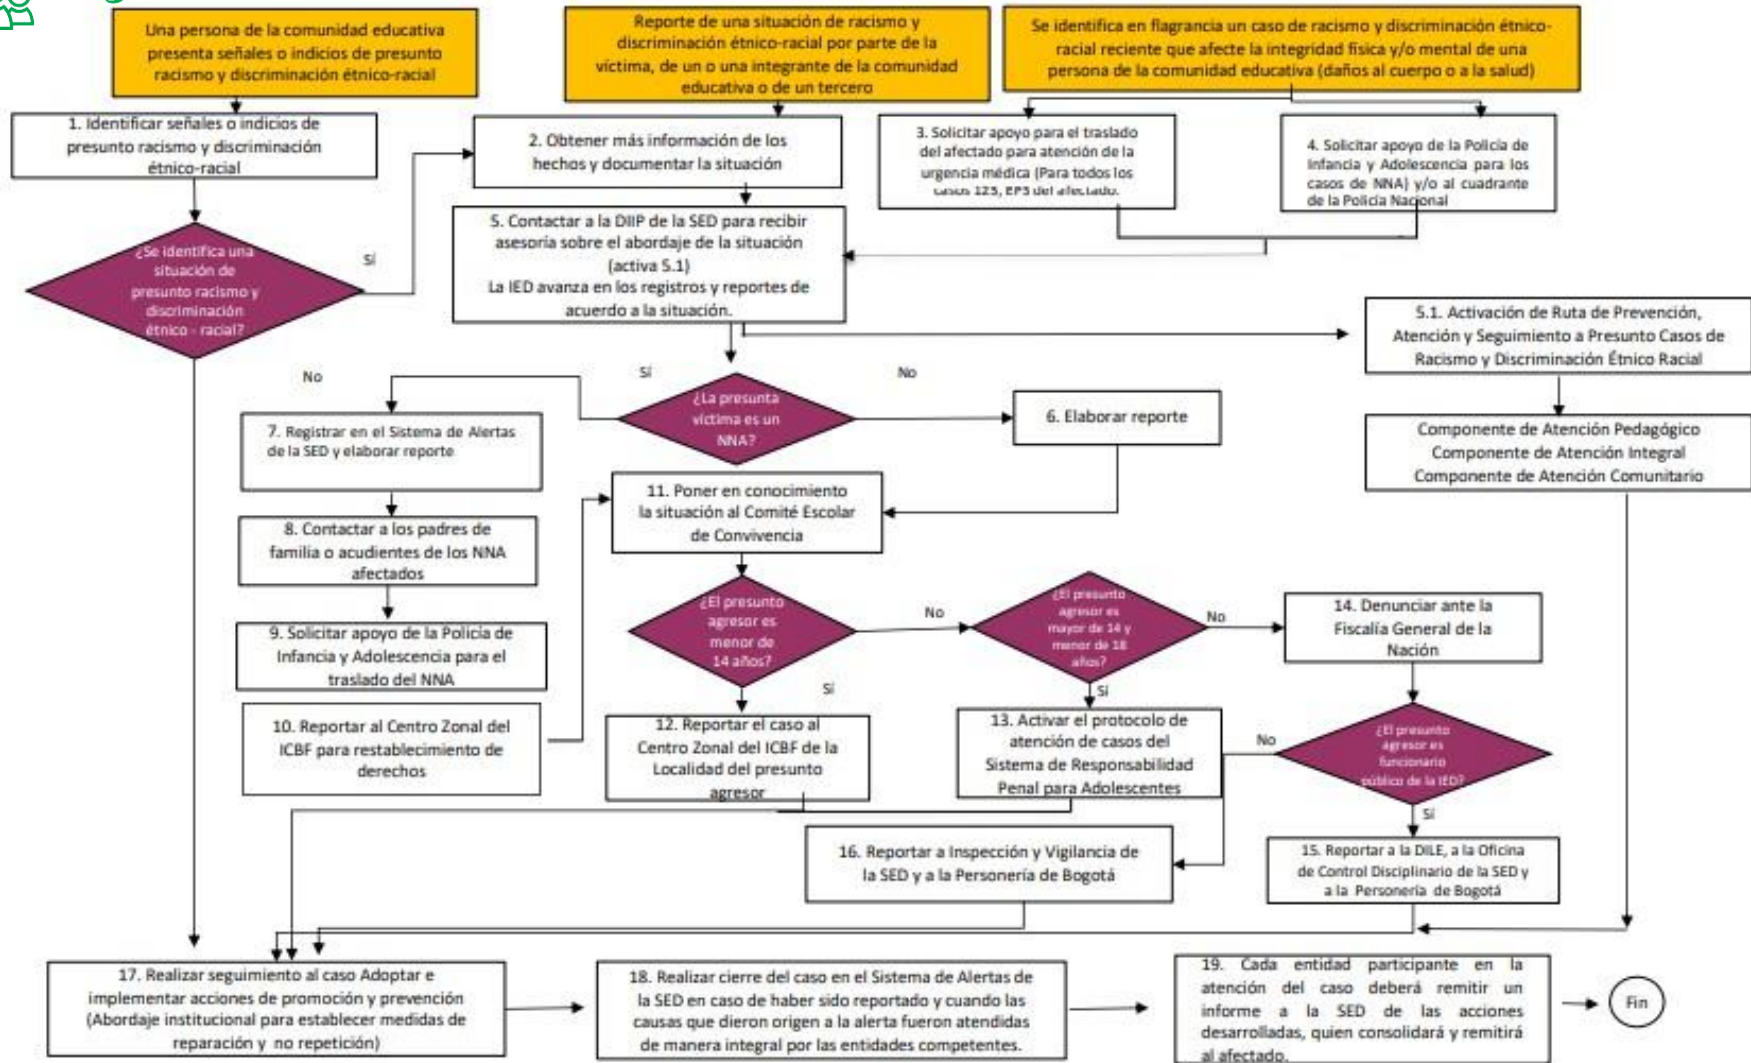 Una persona de la comunidad educativa
presenta señales o indicios de presunto
racismo y discriminación étnico-racial
Reporte de una situación de racismo y
discriminación étnico-racial por parte de la
víctima, de un o una integrante de la comunidad
educativa o de un tercero
Se identifica en flagrancia un caso de racismo y discriminación étnico-
racial reciente que afecte la integridad física y/o mental de una
persona de la comunidad educativa (daños al cuerpo o a la salud)
1. Identificar señales o indicios de
presunto racismo y discriminación
étnico-racial
2. Obtener más información de los
hechos y documentar la situación
3. Solicitar apoyo para el traslado
del afectado para atención de la
urgencia médica (Para todos los
casos 123, EPS del afectado.
4. Solicitar apoyo de la Policía de
Infancia y Adolescencia para los
casos de NNA) y/o al cuadrante
de la Policía Nacional
¿Se identifica una
situación de
presunto racismo y
discriminación
étnico - racial?
Sí
5. Contactar a la DIIP de la SED para recibir
asesoría sobre el abordaje de la situación
(activa 5.1)
La IED avanza en los registros y reportes de
acuerdo a la situación.
5.1. Activación de Ruta de Prevención,
Atención y Seguimiento a Presunto Casos de
Racismo y Discriminación Étnico Racial
No
Sí
No
¿La presunta
víctima es un
NNA?
6. Elaborar reporte
7. Registrar en el Sistema de Alertas
de la SED y elaborar reporte
Componente de Atención Pedagógico
Componente de Atención Integral
Componente de Atención Comunitario
8. Contactar a los padres de
familia o acudientes de los NNA
afectados
11. Poner en conocimiento
la situación al Comité Escolar
de Convivencia
9. Solicitar apoyo de la Policía de
Infancia y Adolescencia para el
traslado del NNA
¿El presunto
agresor es
menor de
14 años?
No
Sí
¿El presunto
agresor es
mayor de 14 y
menor de 18
años?
No
Sí
14. Denunciar ante la
Fiscalía General de la
Nación
10. Reportar al Centro Zonal del
ICBF para restablecimiento de
derechos
12. Reportar el caso al
Centro Zonal del ICBF de la
Localidad del presunto
agresor
13. Activar el protocolo de
atención de casos del
Sistema de Responsabilidad
Penal para Adolescentes
No
¿El presunto
agresor es
funcionario
público de la IED?
Sí
16. Reportar a Inspección y Vigilancia de
la SED y a la Personería de Bogotá
15. Reportar a la DILE, a la Oficina
de Control Disciplinario de la SED y
a la Personería de Bogotá
17. Realizar seguimiento al caso Adoptar e
implementar acciones de promoción y prevención
(Abordaje institucional para establecer medidas de
reparación y no repetición)
18. Realizar cierre del caso en el Sistema de Alertas de
la SED en caso de haber sido reportado y cuando las
causas que dieron origen a la alerta fueron atendidas
de manera integral por las entidades competentes.
19. Cada entidad participante en la
atención del caso deberá remitir un
informe a la SED de las acciones
desarrolladas, quien consolidará y remitirá
al afectado.
Fin